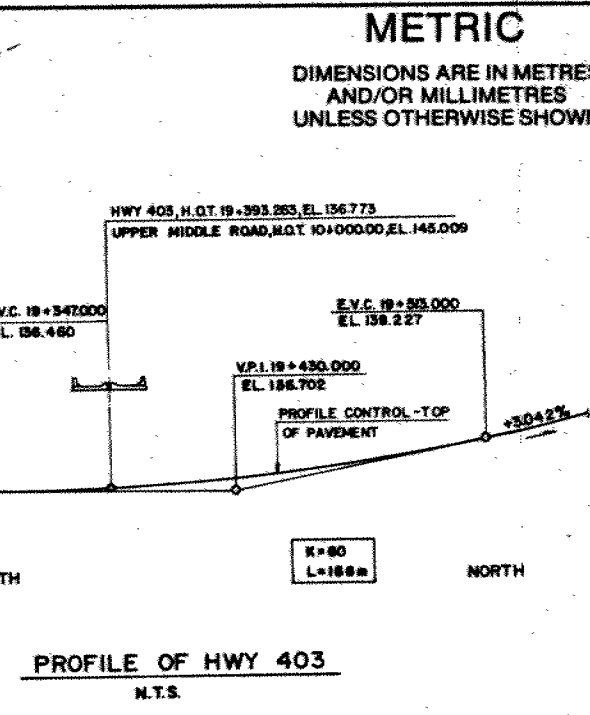 METRIC
DIMENSIONS ARE IN METRES
AND/OR MILLIMETRES
UNLESS OTHERWISE SHOWN
HWY 403, H.O.T. 19+393.263, EL. 136.773
UPPER MIDDLE ROAD, H.O.T. 10+000.00, EL. 145.009
V.C. 19+347.000
L. 136.460
E.V.C. 19+513.000
EL. 139.227
V.P.I. 19+430.000
EL. 136.702
PROFILE CONTROL-TOP
OF PAVEMENT
+3.042%
K=60
L=166m
TH
NORTH
PROFILE OF HWY 403
N.T.S.